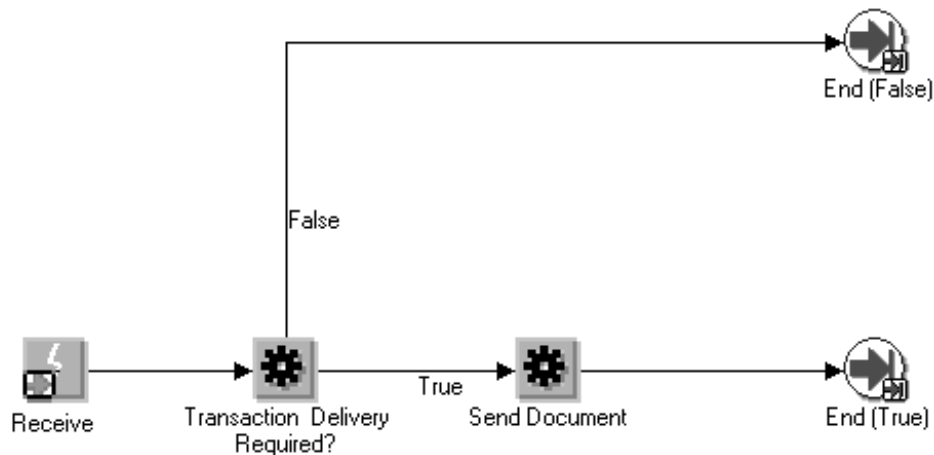 End (False)
False
True
Receive
Transaction Delivery
Required?
Send Document
End (True)